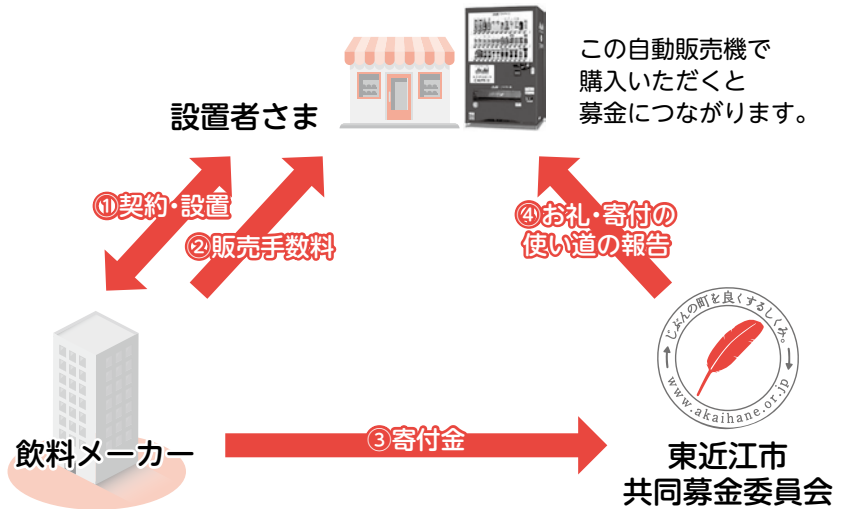 この自動販売機で
購入いただくと
募金につながります。
設置者さま
①契約・設置
②販売手数料
④お礼・寄付の
使い道の報告
じぶんの町を良くするしくみ。
www.akaihane.or.jp
飲料メーカー
③寄付金
東近江市
共同募金委員会